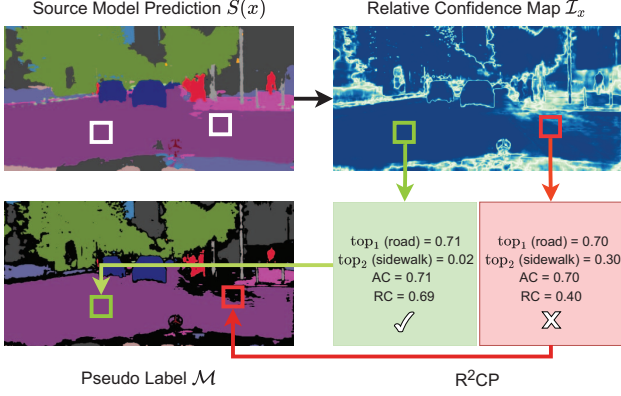 Source Model Prediction S(x)
Relative Confidence Map ℐₓ
top₁ (road) = 0.71
top₂ (sidewalk) = 0.02
AC = 0.71
RC = 0.69
✓
top₁ (road) = 0.70
top₂ (sidewalk) = 0.30
AC = 0.70
RC = 0.40
X
Pseudo Label ℳ
R²CP